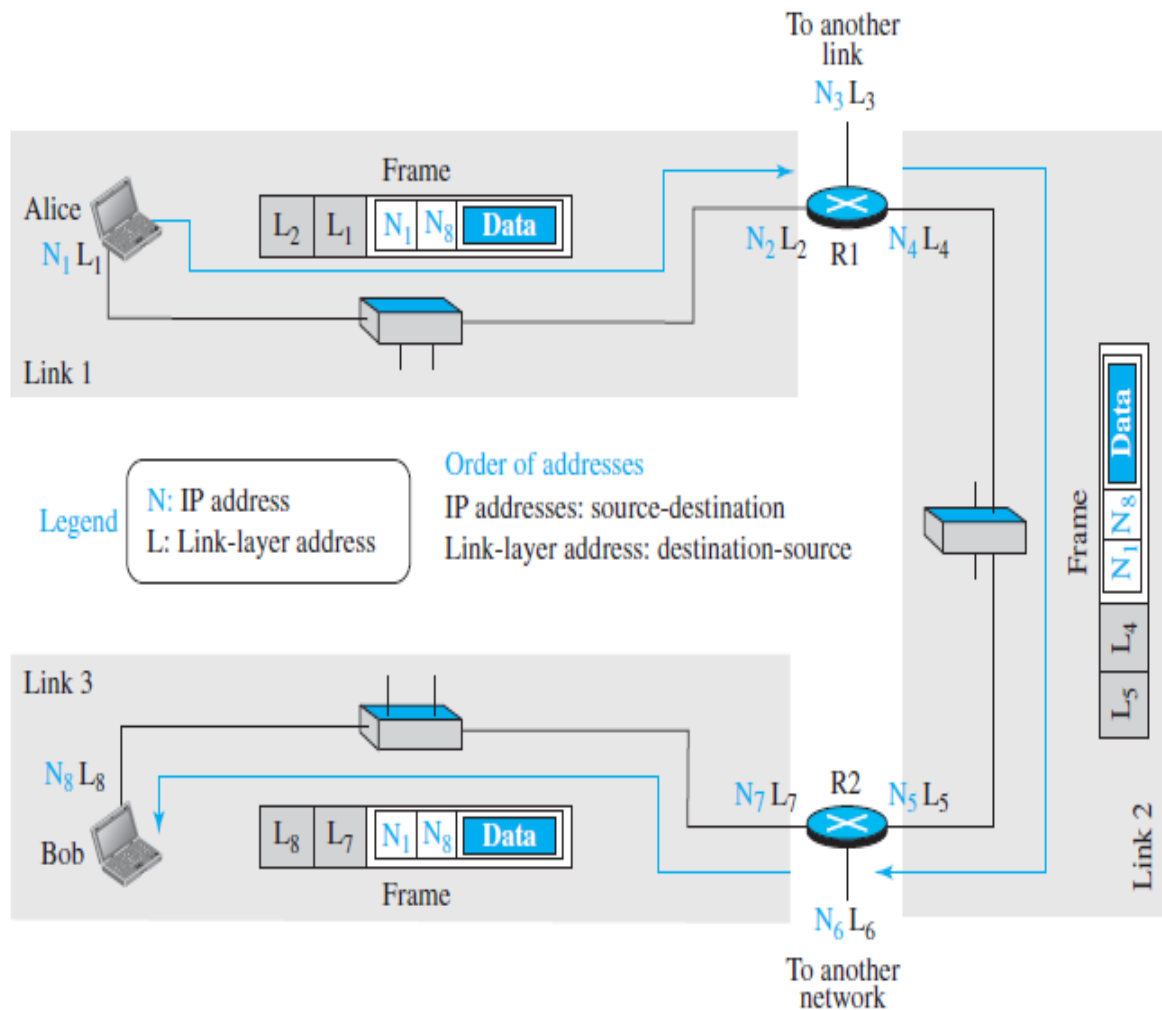 To another
link
N3 L3
Frame
Alice
L2 L1 N1 N8 Data
N1 L1
N2 L2
R1
N4 L4
Link 1
Legend
N: IP address
L: Link-layer address
Order of addresses
IP addresses: source-destination
Link-layer address: destination-source
Frame
L5 L4 N1 N8 Data
Link 2
Link 3
N8 L8
Bob
L8 L7 N1 N8 Data
Frame
N7 L7
R2
N5 L5
N6 L6
To another
network